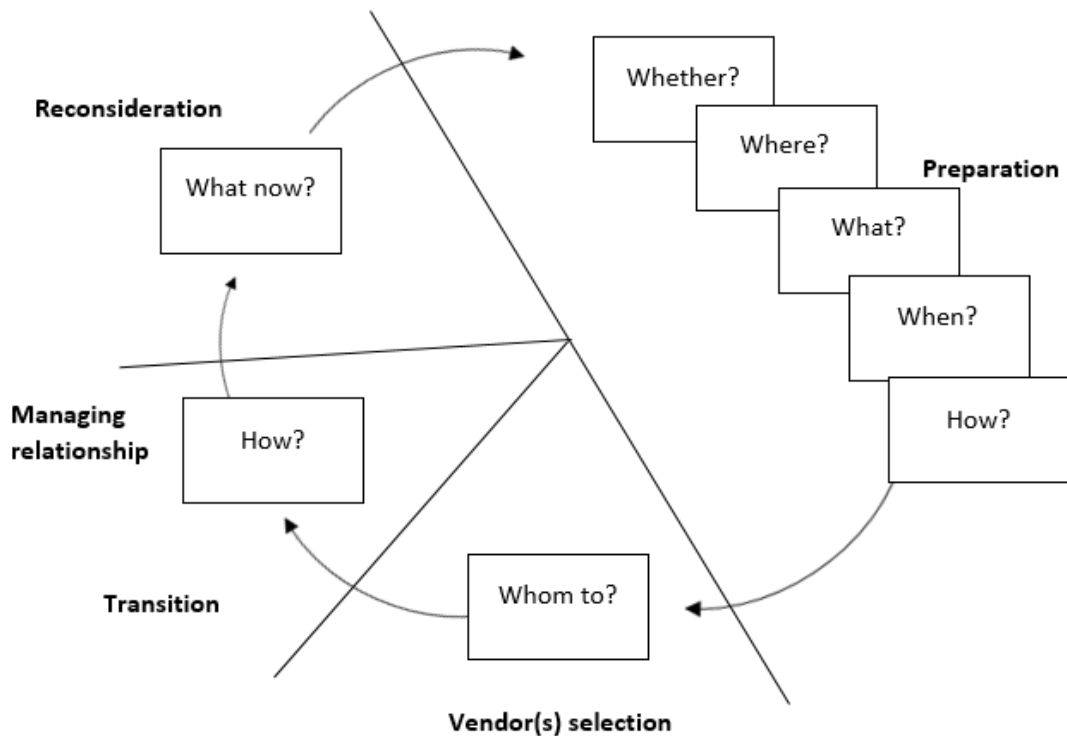 Whether?
Where?
Preparation
What?
When?
How?
Whom to?
Vendor(s) selection
Transition
How?
Managing
relationship
What now?
Reconsideration